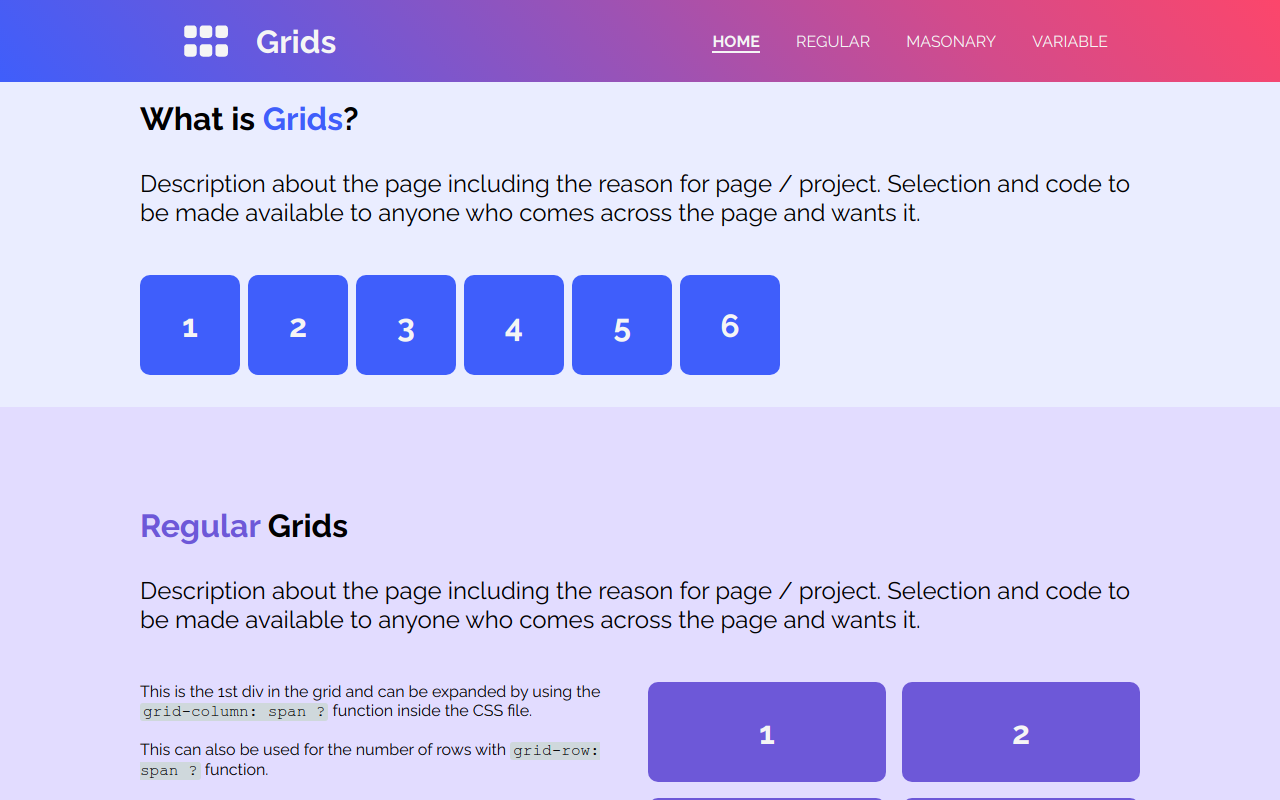 Grids
HOME REGULAR MASONARY VARIABLE
What is Grids?
Description about the page including the reason for page / project. Selection and code to
be made available to anyone who comes across the page and wants it.
1 2 3 4 5 6
Regular Grids
Description about the page including the reason for page / project. Selection and code to
be made available to anyone who comes across the page and wants it.
This is the 1st div in the grid and can be expanded by using the
grid-column: span ? function inside the CSS file.
This can also be used for the number of rows with grid-row:
span ? function.
1 2